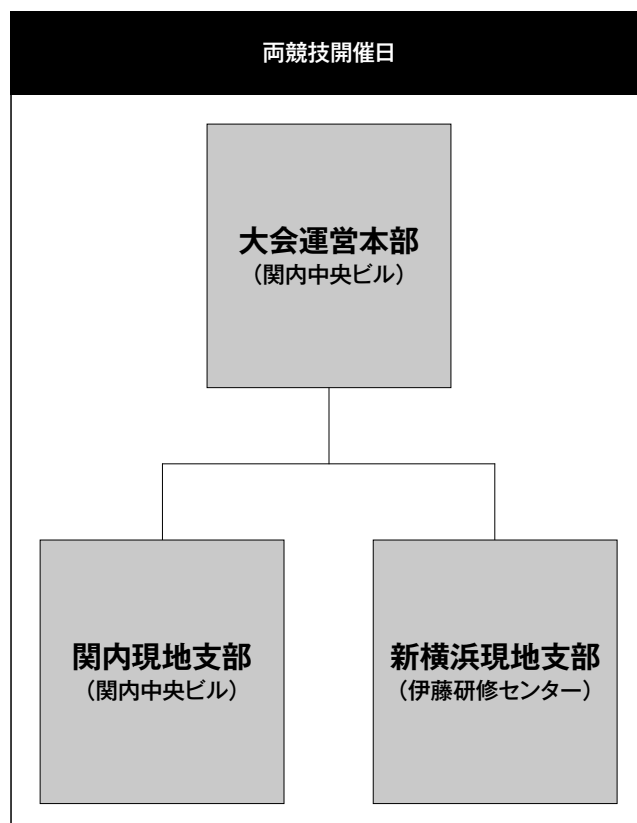 両競技開催日
大会運営本部
(関内中央ビル)
関内現地支部
(関内中央ビル)
新横浜現地支部
(伊藤研修センター)